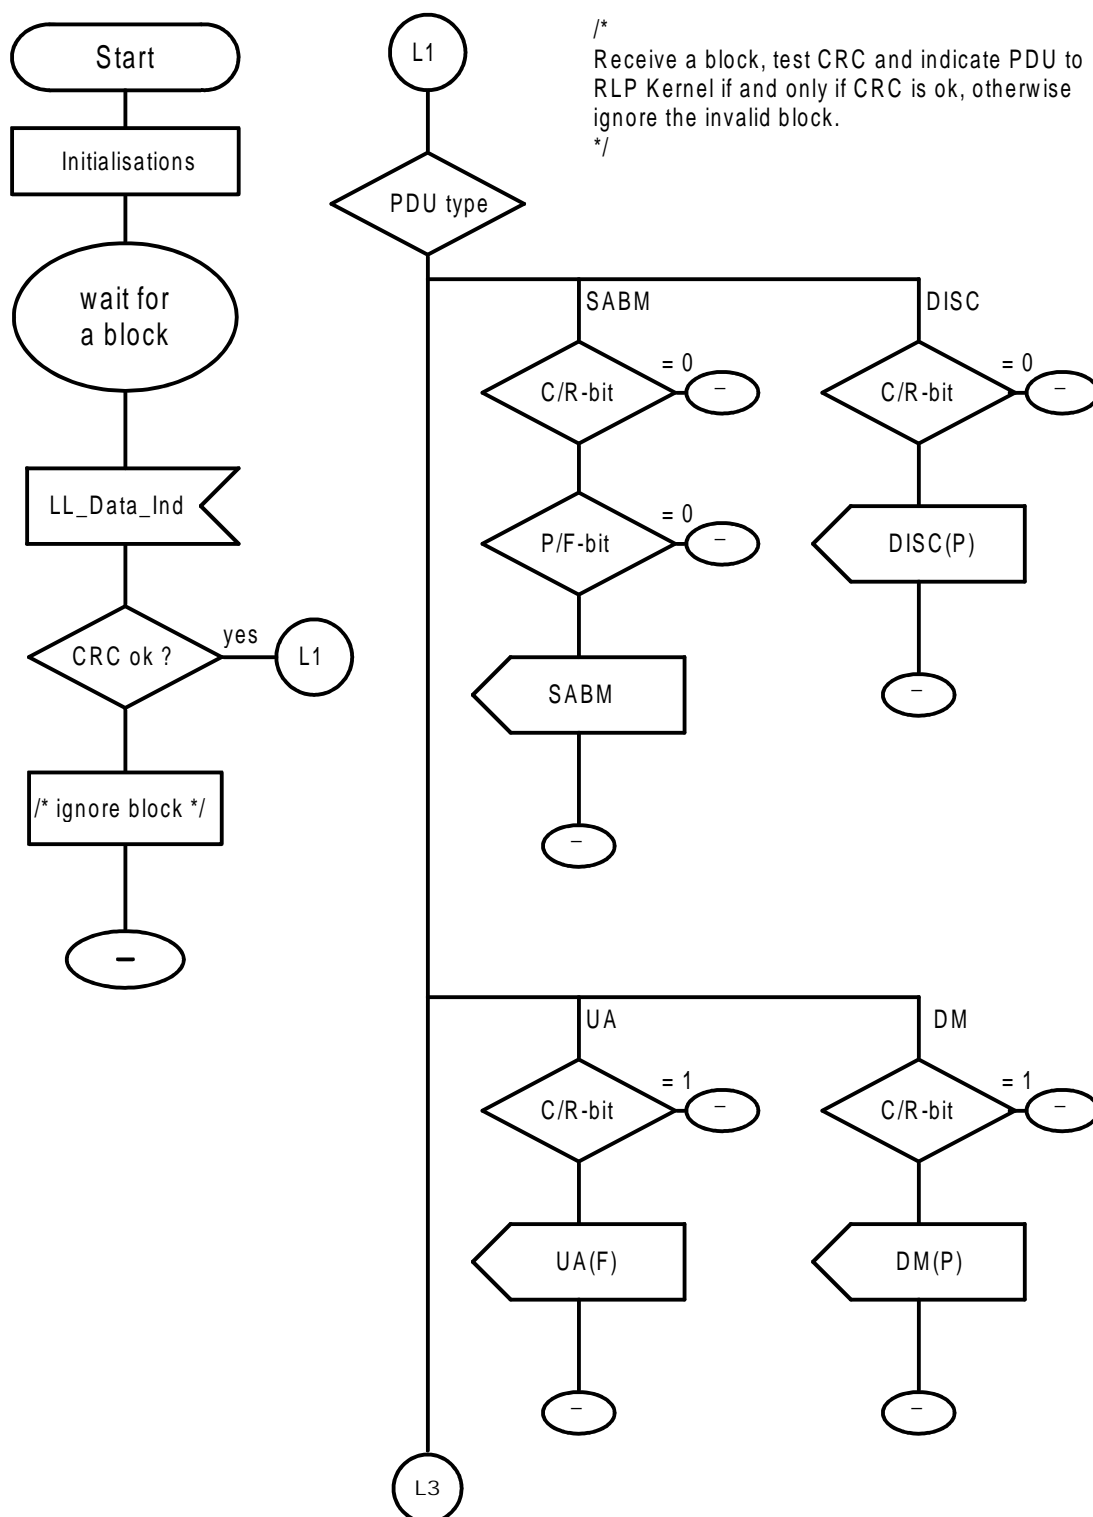 Start
Initialisations
wait for
a block
LL_Data_Ind
CRC ok ?
yes
L1
/* ignore block */
–
L1
/*
Receive a block, test CRC and indicate PDU to
RLP Kernel if and only if CRC is ok, otherwise
ignore the invalid block.
*/
PDU type
SABM
C/R-bit
= 0
–
P/F-bit
= 0
–
SABM
–
DISC
C/R-bit
= 0
–
DISC(P)
–
UA
C/R-bit
= 1
–
UA(F)
–
DM
C/R-bit
= 1
–
DM(P)
–
L3